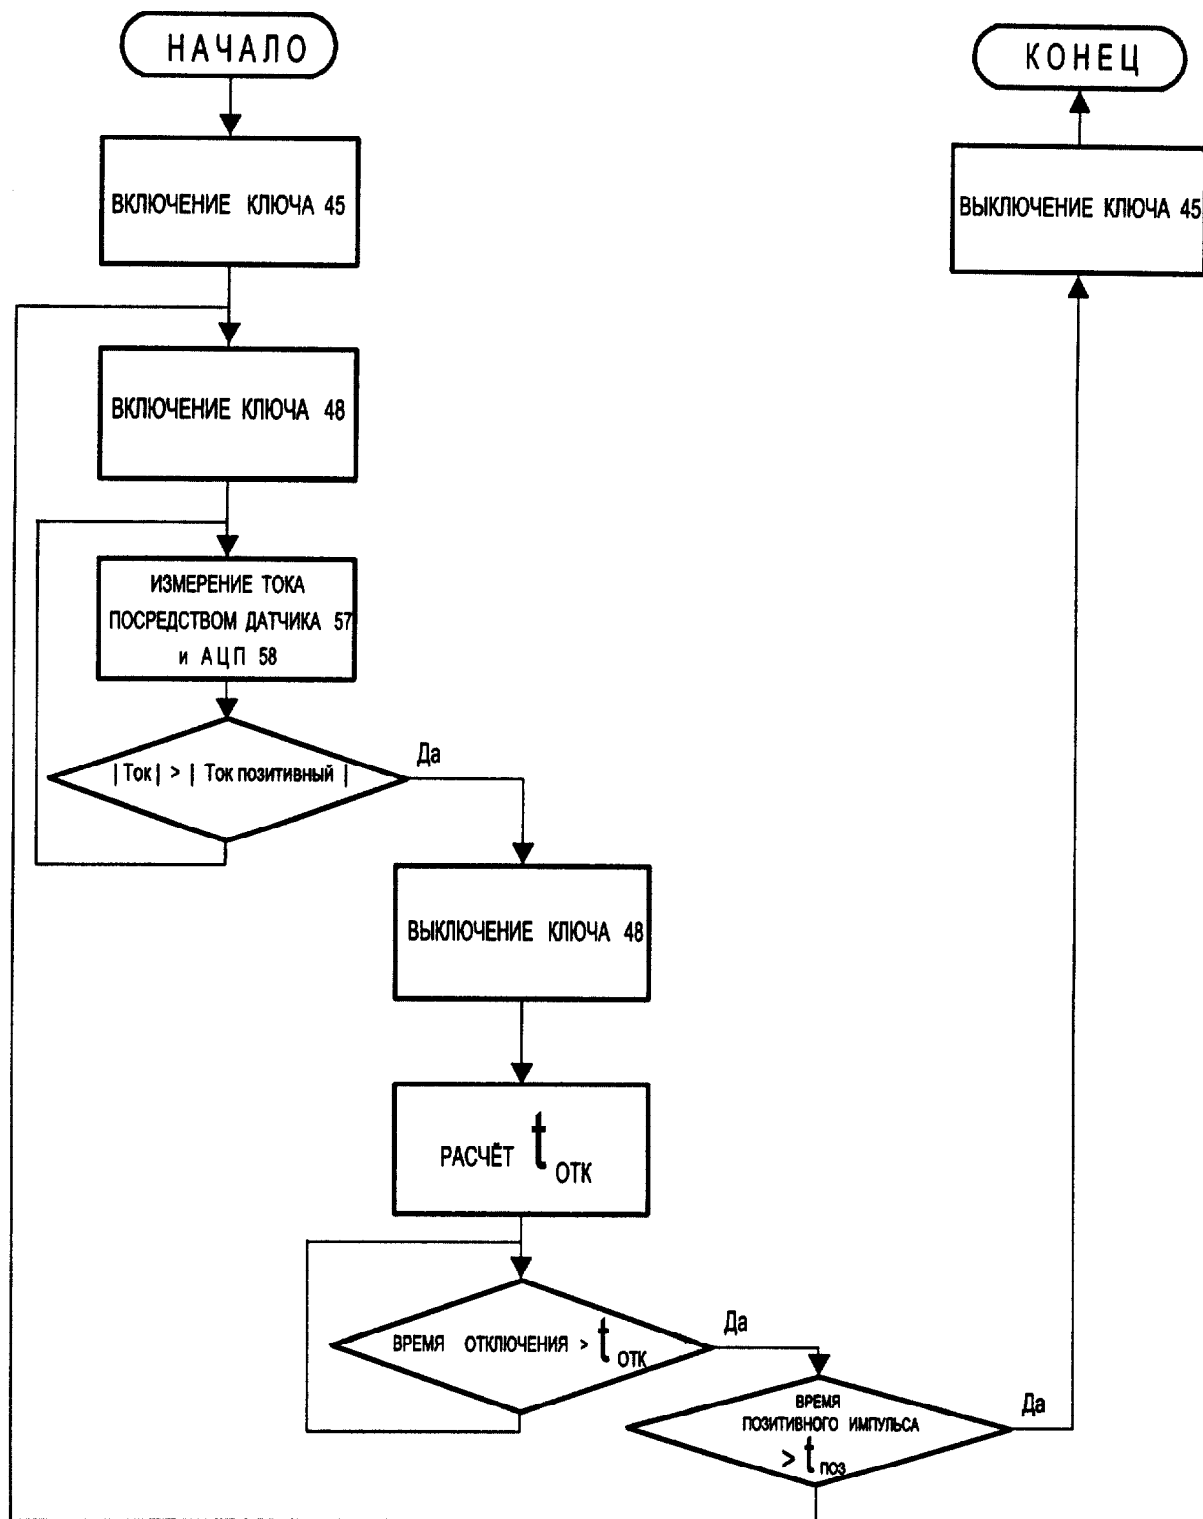 НАЧАЛО
КОНЕЦ
ВКЛЮЧЕНИЕ КЛЮЧА 45
ВЫКЛЮЧЕНИЕ КЛЮЧА 45
ВКЛЮЧЕНИЕ КЛЮЧА 48
ИЗМЕРЕНИЕ ТОКА
ПОСРЕДСТВОМ ДАТЧИКА 57
и АЦП 58
| Ток | > | Ток позитивный |
Да
ВЫКЛЮЧЕНИЕ КЛЮЧА 48
РАСЧЁТ t ОТК
ВРЕМЯ ОТКЛЮЧЕНИЯ > t ОТК
Да
ВРЕМЯ
ПОЗИТИВНОГО ИМПУЛЬСА
> t ПОЗ
Да